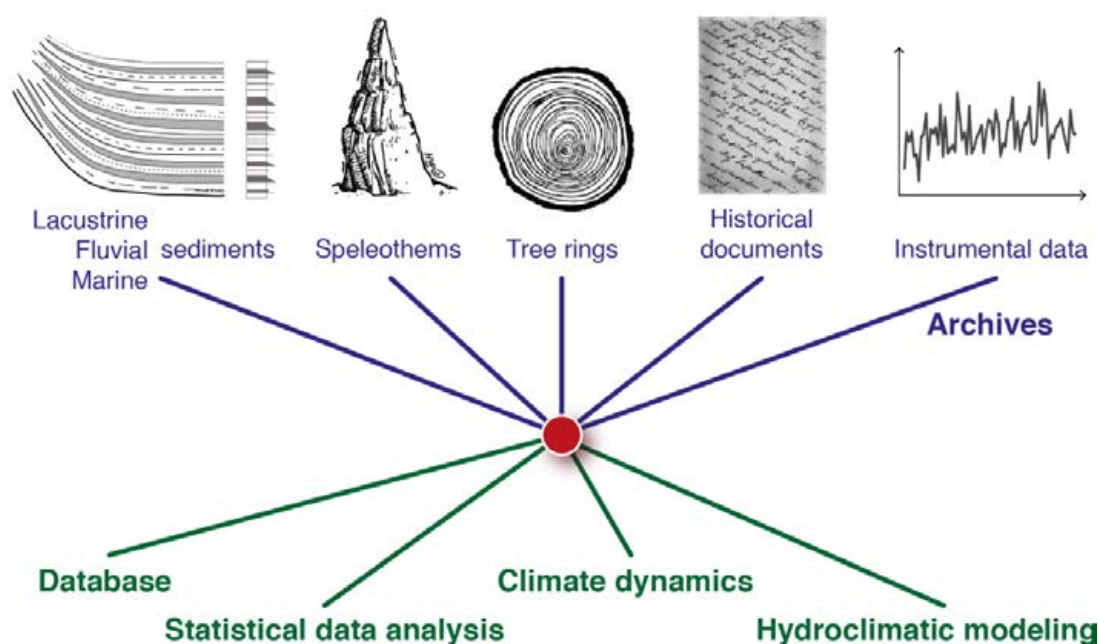 Lacustrine
Fluvial sediments
Marine
Speleothems
Tree rings
Historical
documents
Instrumental data
Archives
Database
Climate dynamics
Statistical data analysis
Hydroclimatic modeling